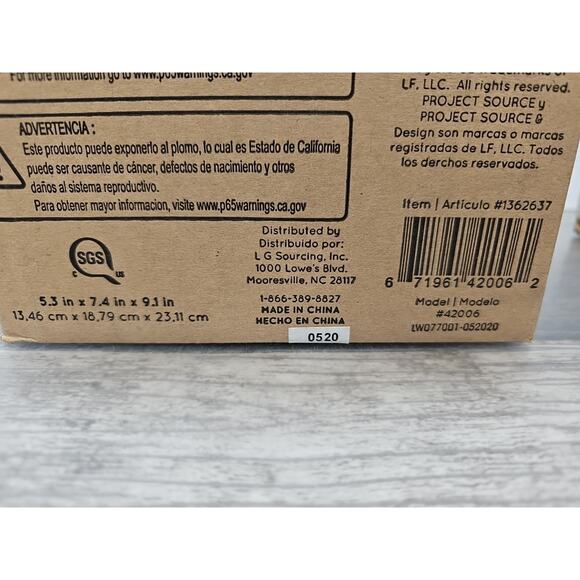 For more information go to www.p65warnings.ca.gov
ADVERTENCIA :
Este producto puede exponerlo al plomo, lo cual es Estado de California
puede ser causante de cáncer, defectos de nacimiento y otros
daños al sistema reproductivo.
Para obtener mayor informacion, visite www.p65warnings.ca.gov
LF, LLC. All rights reserved.
PROJECT SOURCE y
PROJECT SOURCE &
Design son marcas o marcas
registradas de LF, LLC. Todos
los derchos reservados.
Item | Artículo #1362637
6 71961 42006 2
Model | Modelo
#42006
LW077001-052020
Distributed by
Distribuido por:
L G Sourcing, Inc.
1000 Lowe's Blvd.
Mooresville, NC 28117
1-866-389-8827
MADE IN CHINA
HECHO EN CHINA
0520
SGS
C US
5.3 in x 7.4 in x 9.1 in
13,46 cm x 18,79 cm x 23,11 cm